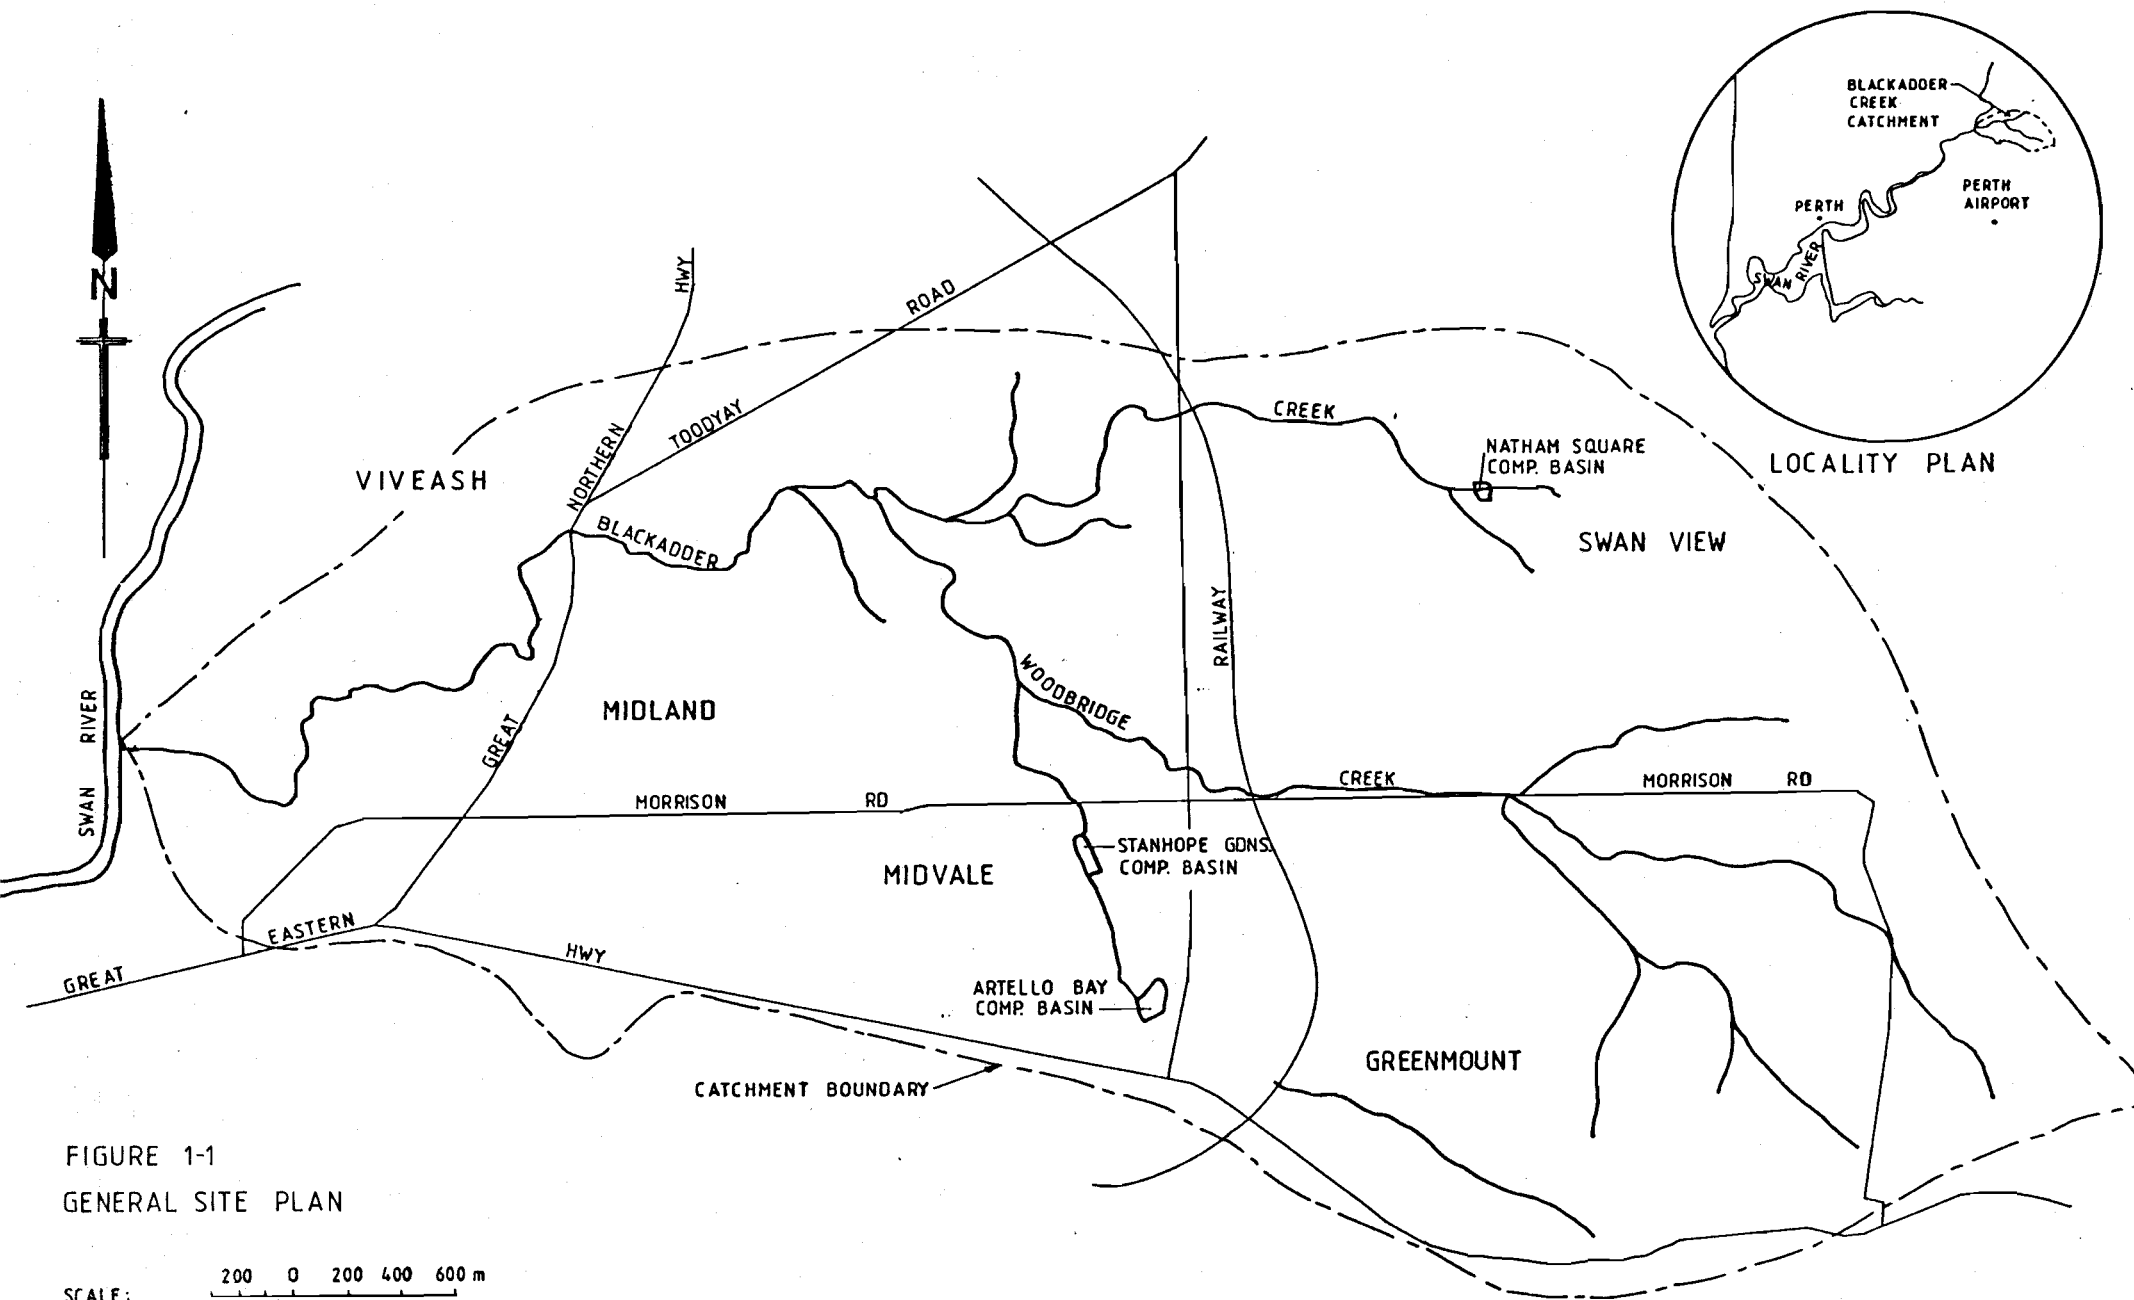 BLACKADDER
CREEK
CATCHMENT
PERTH
AIRPORT
PERTH
SWAN RIVER
LOCALITY PLAN
N
HWY
ROAD
TOODYAY
NORTHERN
VIVEASH
CREEK
NATHAM SQUARE
COMP. BASIN
SWAN VIEW
BLACKADDER
RAILWAY
WOODBRIDGE
SWAN RIVER
MIDLAND
GREAT
CREEK
MORRISON RD
MORRISON RD
STANHOPE GDNS.
COMP. BASIN
MIDVALE
EASTERN
HWY
GREAT
ARTELLO BAY
COMP. BASIN
GREENMOUNT
CATCHMENT BOUNDARY
FIGURE 1-1
GENERAL SITE PLAN
200 0 200 400 600 m
SCALE: